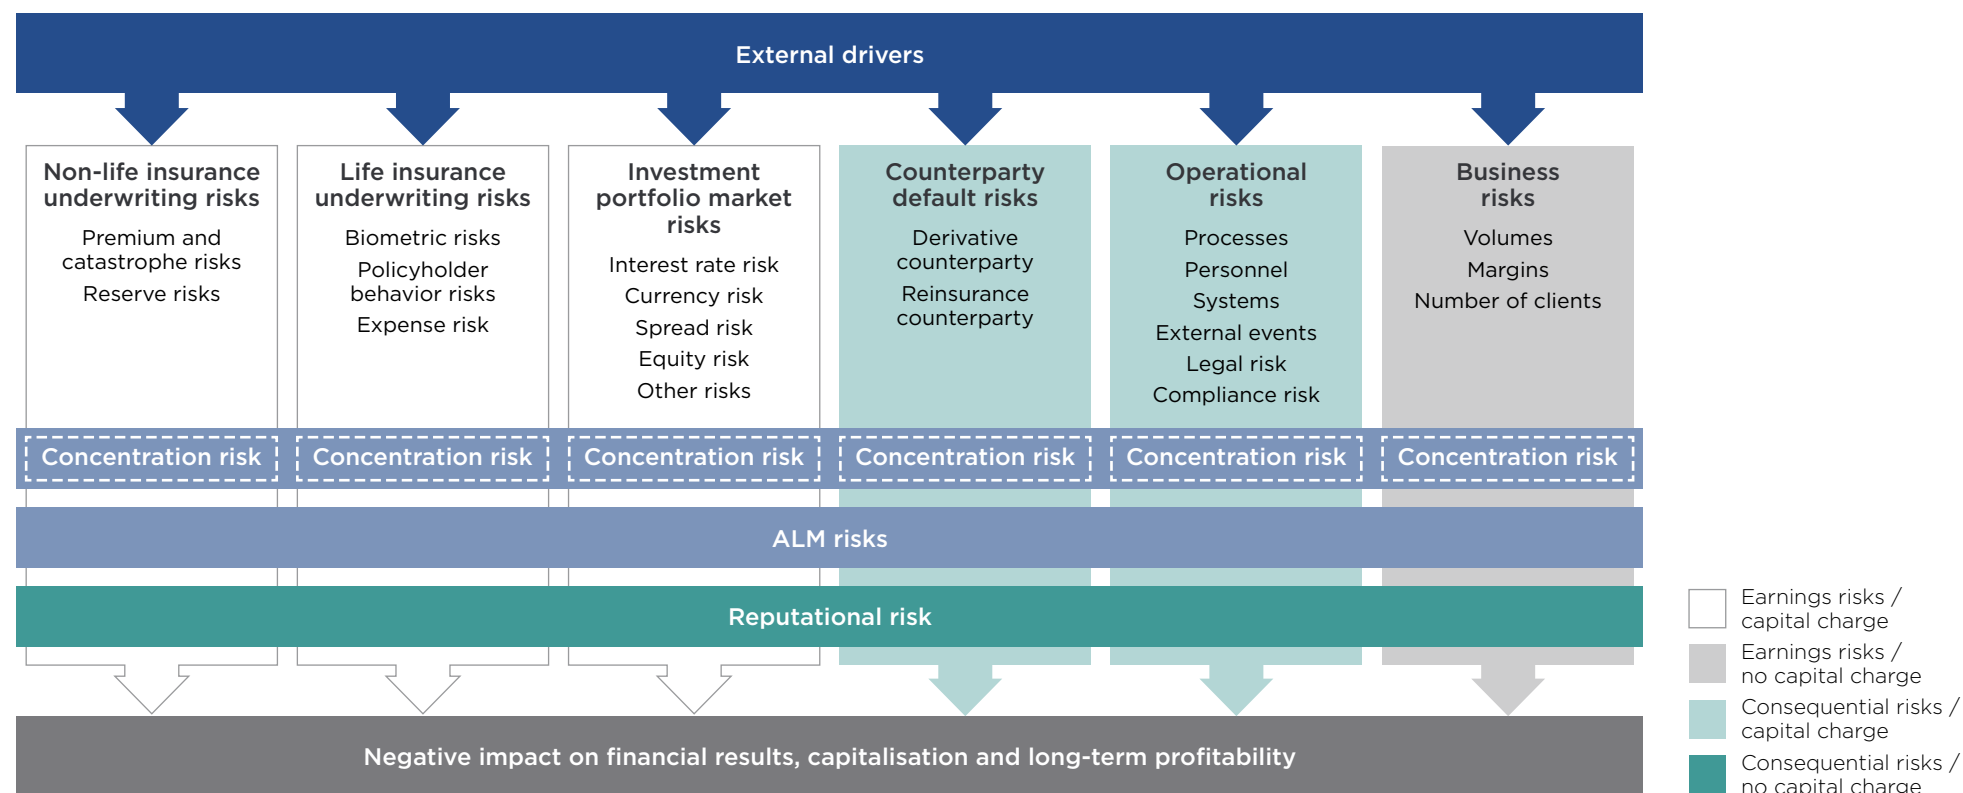 External drivers
Non-life insurance
underwriting risks
Premium and
catastrophe risks
Reserve risks
Life insurance
underwriting risks
Biometric risks
Policyholder
behavior risks
Expense risk
Investment
portfolio market
risks
Interest rate risk
Currency risk
Spread risk
Equity risk
Other risks
Counterparty
default risks
Derivative
counterparty
Reinsurance
counterparty
Operational
risks
Processes
Personnel
Systems
External events
Legal risk
Compliance risk
Business
risks
Volumes
Margins
Number of clients
Concentration risk
Concentration risk
Concentration risk
Concentration risk
Concentration risk
Concentration risk
ALM risks
Reputational risk
Negative impact on financial results, capitalisation and long-term profitability
Earnings risks /
capital charge
Earnings risks /
no capital charge
Consequential risks /
capital charge
Consequential risks /
no capital charge